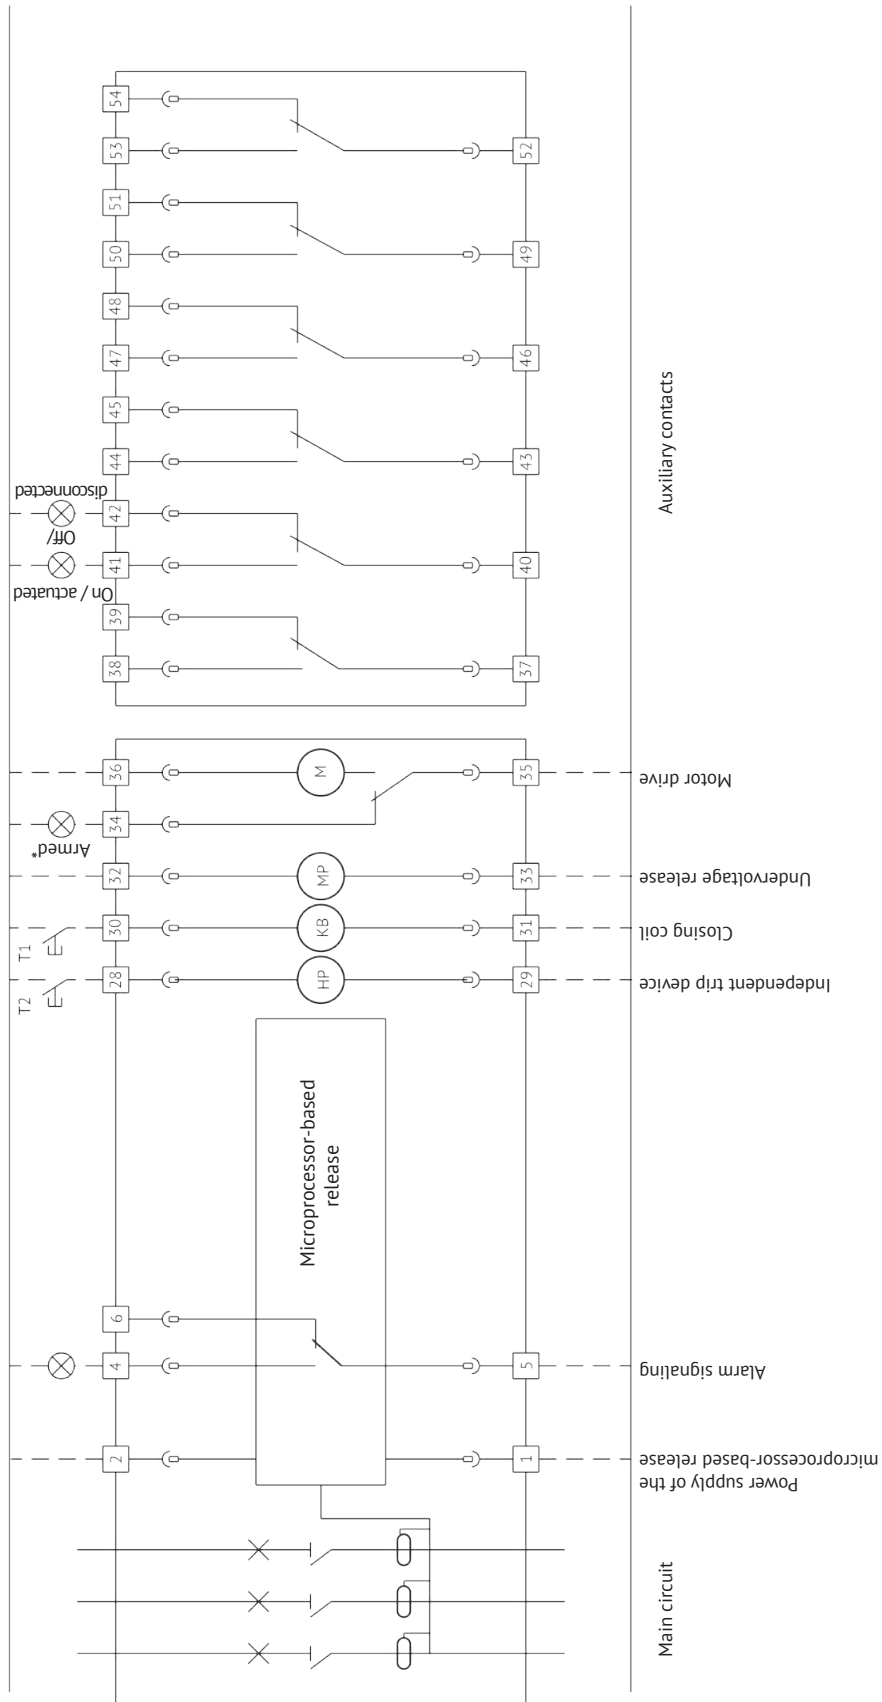 54
53
52
51
50
49
48
47
46
45
44
43
Auxiliary contacts
disconnected
Off/
42
41
40
On / actuated
39
38
37
36
M
35
Motor drive
34
Armed*
32
MP
33
Undervoltage release
T1
30
KB
31
Closing coil
T2
28
HP
29
Independent trip device
Microprocessor-based
release
6
4
5
Alarm signaling
2
1
Power supply of the
microprocessor-based release
Main circuit